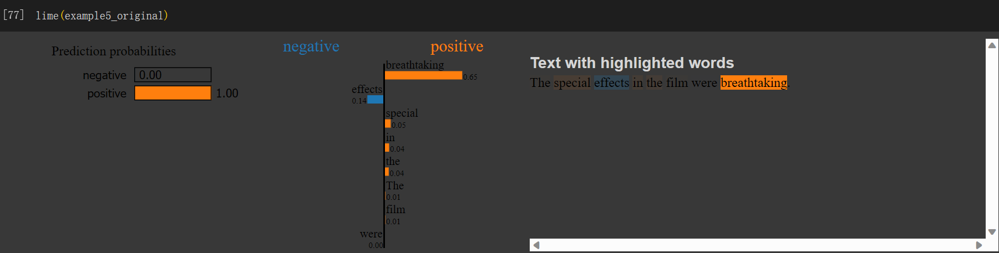 [77] lime(example5_original)
Prediction probabilities
negative 0.00
positive 1.00
negative positive
breathtaking
0.65
effects
0.14
special
0.05
in
0.04
the
0.04
The
0.01
film
0.01
were
0.00
Text with highlighted words
The special effects in the film were breathtaking.